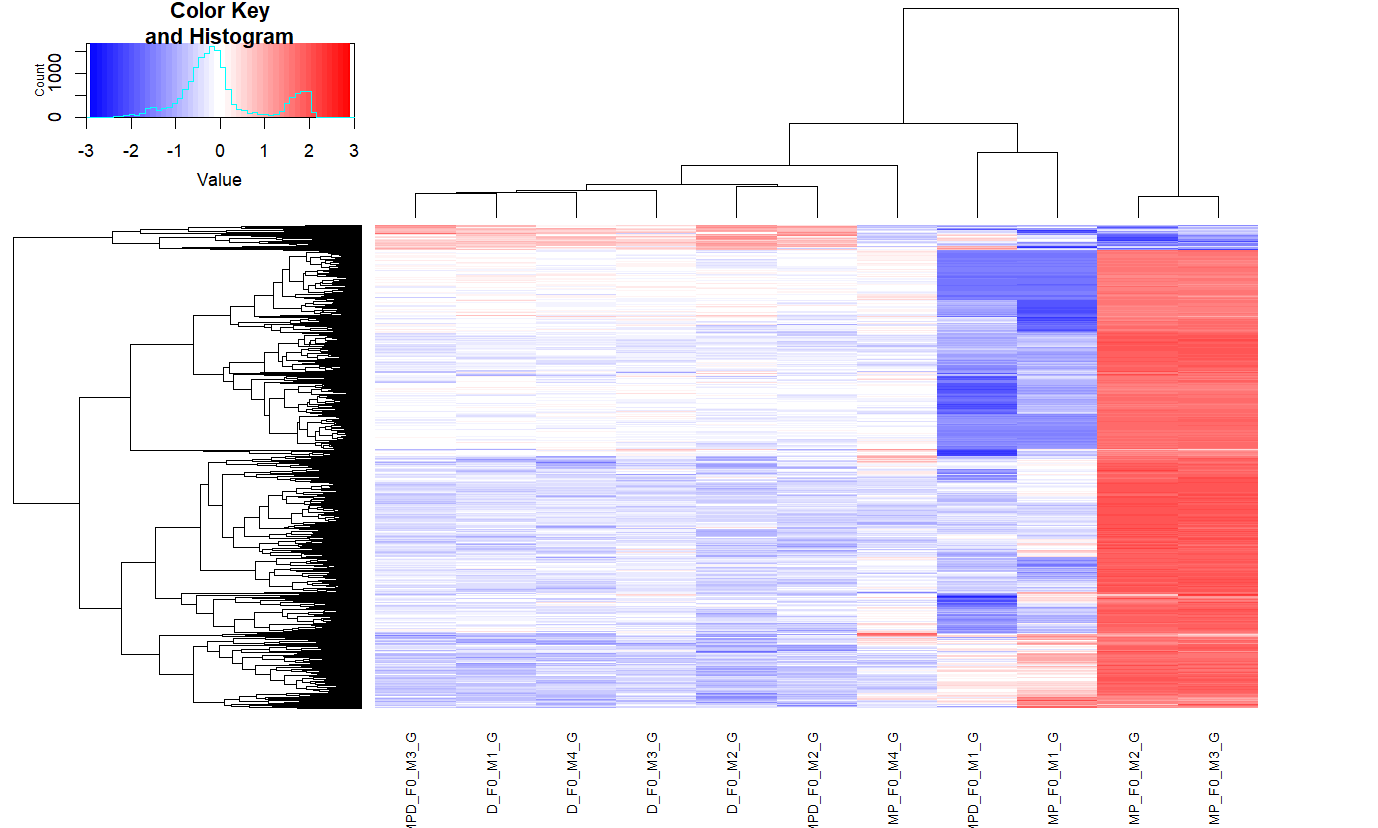 Color Key
and Histogram
Count
0
1000
-3 -2 -1 0 1 2 3
Value
MPD_F0_M3_G
D_F0_M1_G
D_F0_M4_G
D_F0_M3_G
D_F0_M2_G
MPD_F0_M2_G
MP_F0_M4_G
MPD_F0_M1_G
MP_F0_M1_G
MP_F0_M2_G
MP_F0_M3_G